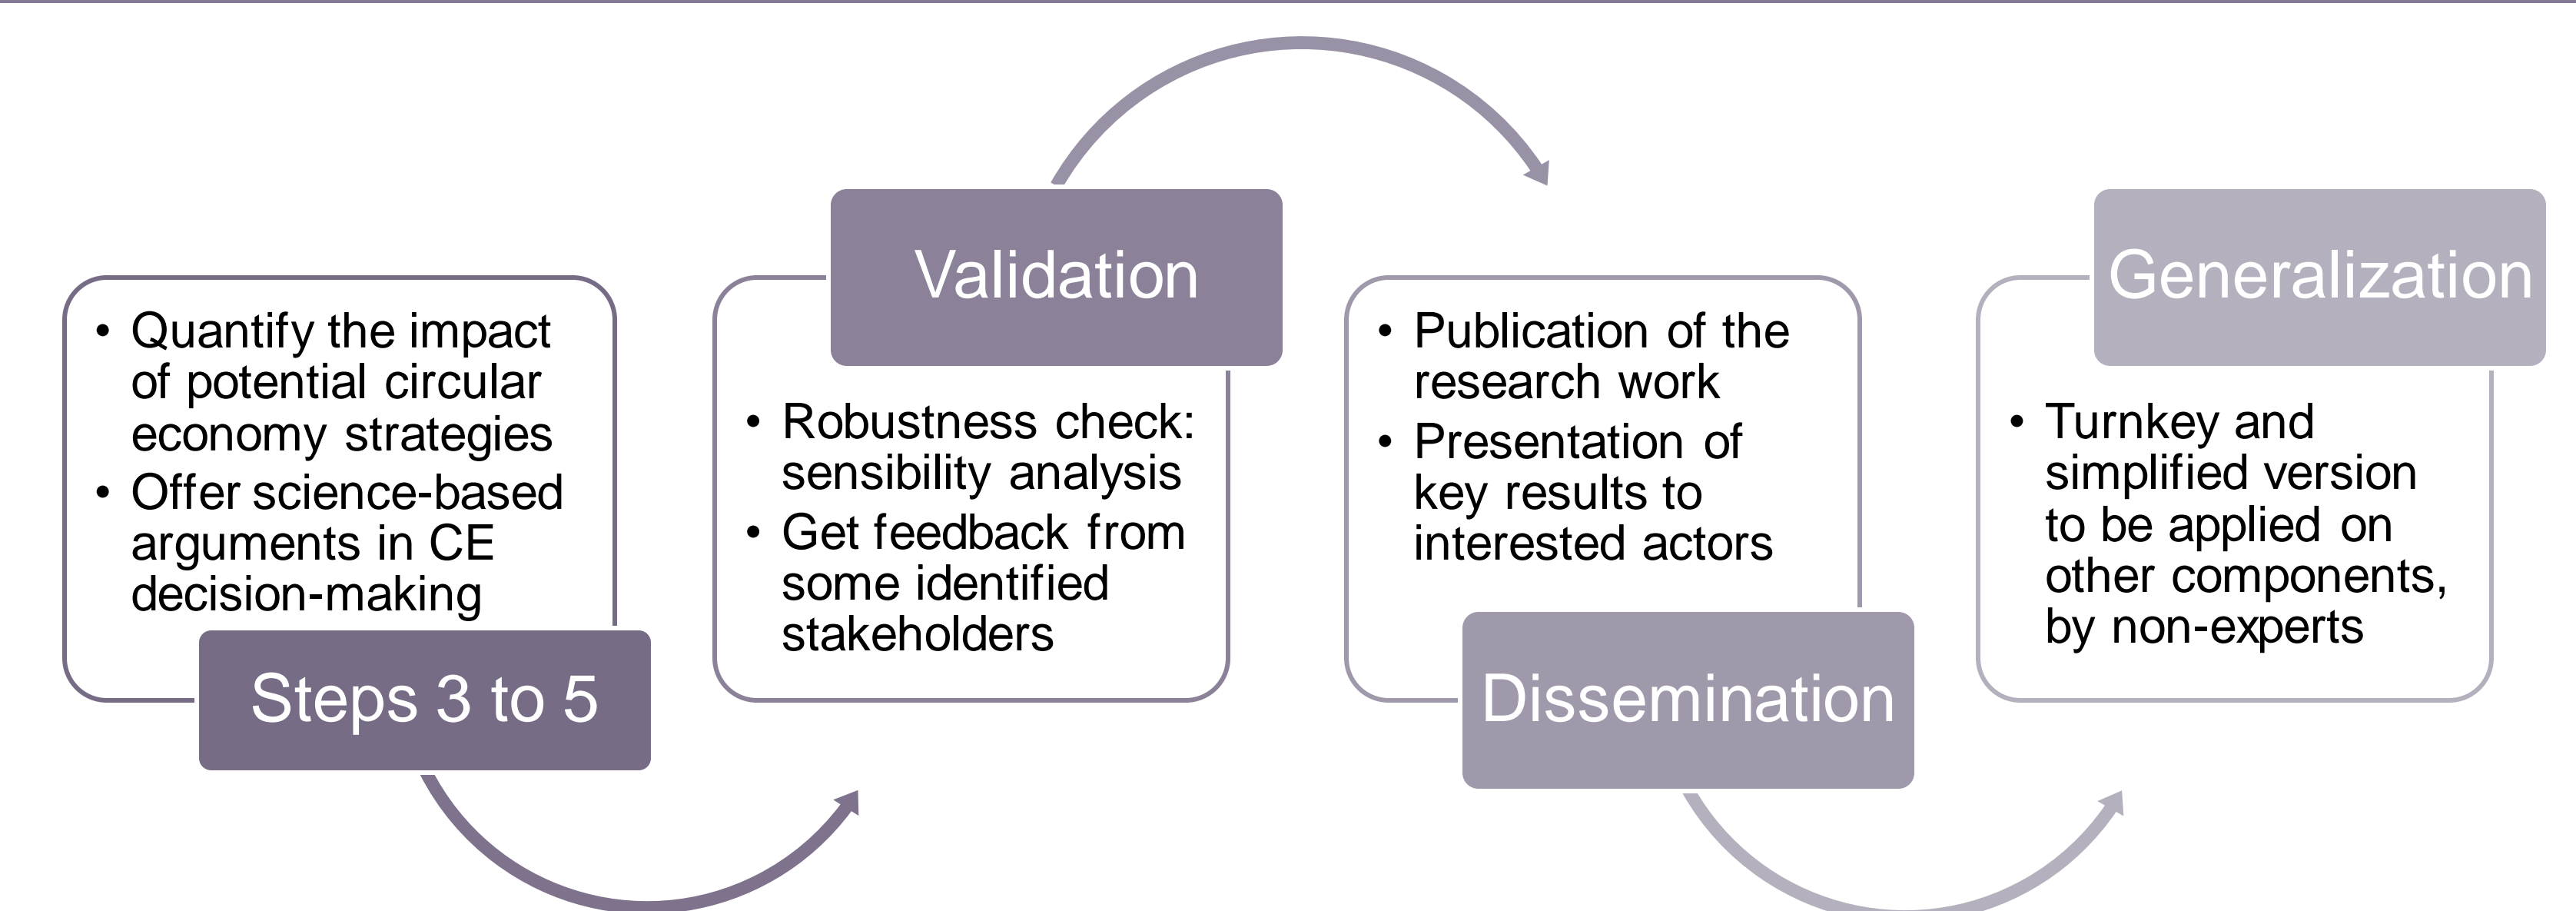 • Quantify the impact
of potential circular
economy strategies
• Offer science-based
arguments in CE
decision-making
Steps 3 to 5
Validation
• Robustness check:
sensibility analysis
• Get feedback from
some identified
stakeholders
• Publication of the
research work
• Presentation of
key results to
interested actors
Dissemination
Generalization
• Turnkey and
simplified version
to be applied on
other components,
by non-experts